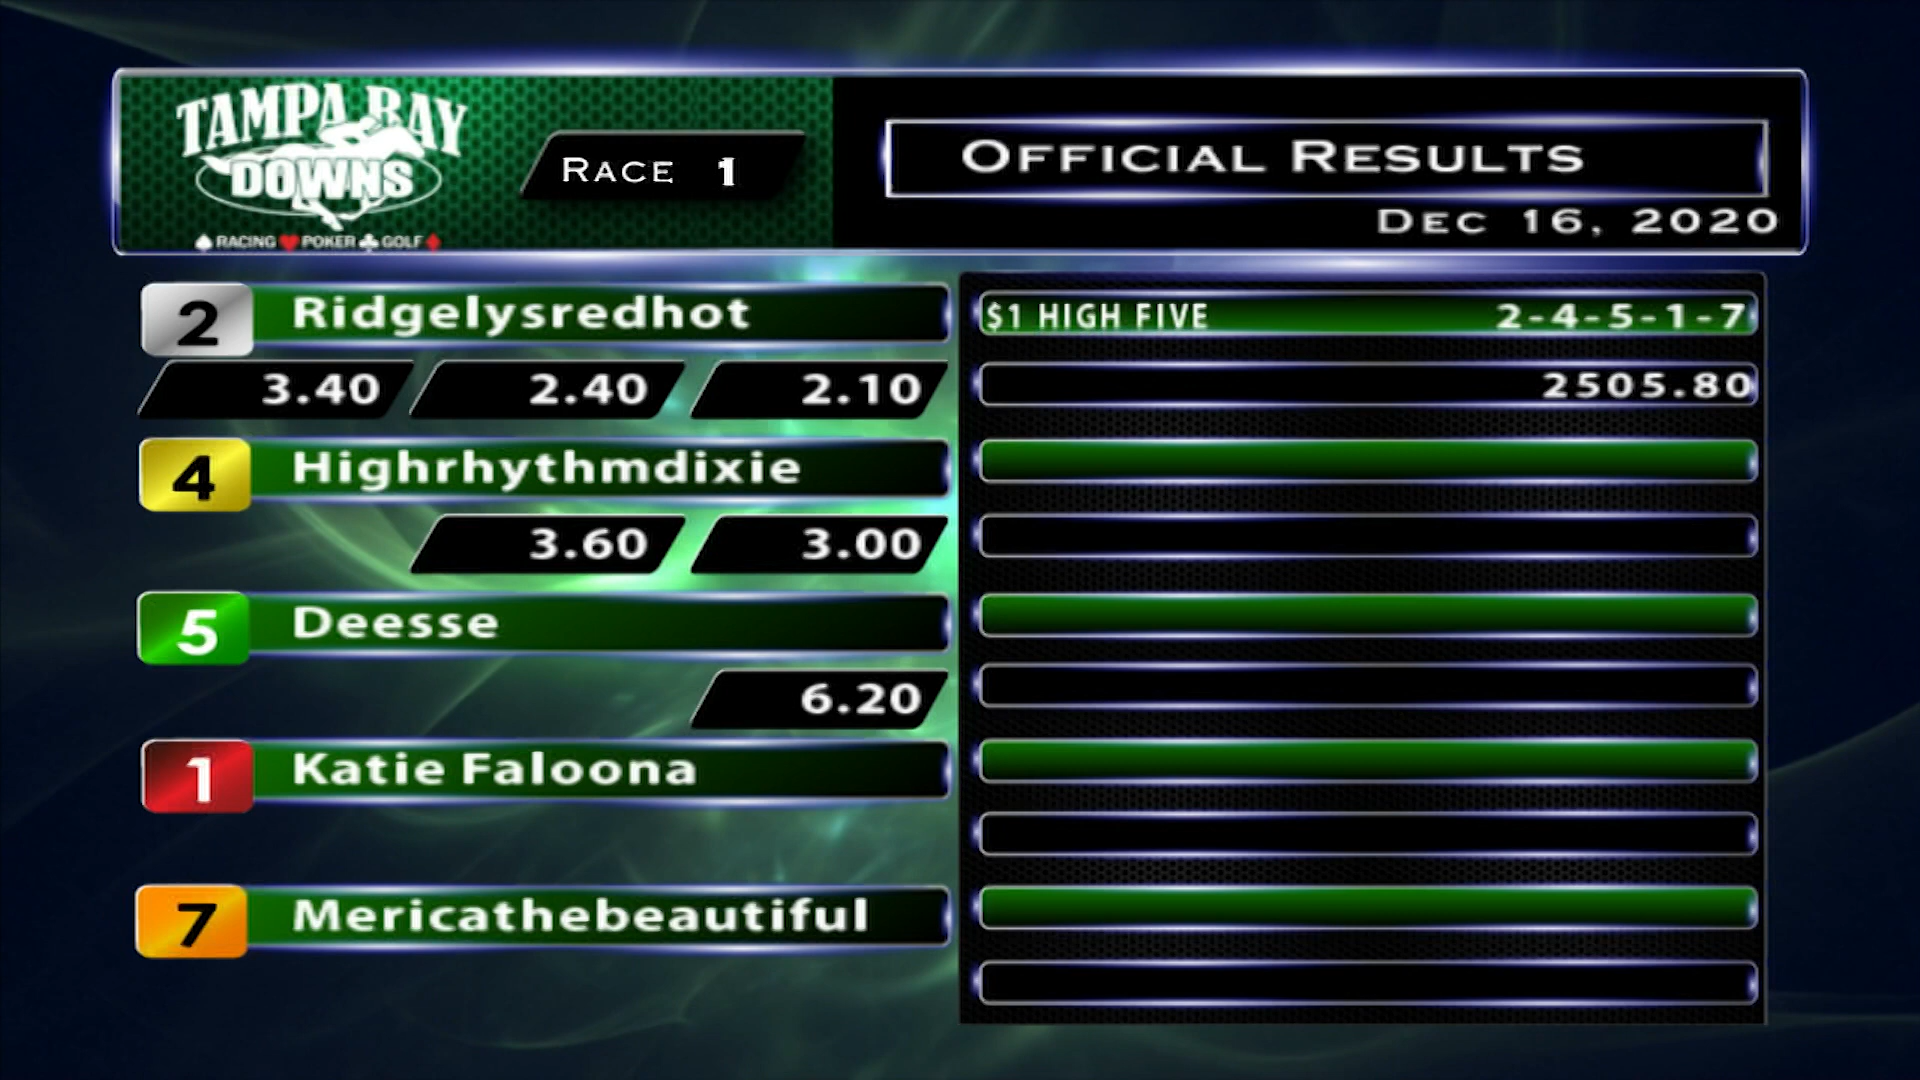 TAMPA BAY
DOWNS
RACING POKER GOLF
RACE 1
OFFICIAL RESULTS
DEC 16, 2020
2 Ridgelysredhot
3.40 2.40 2.10
4 Highrhythmdixie
3.60 3.00
5 Deesse
6.20
1 Katie Faloona
7 Mericathebeautiful
$1 HIGH FIVE 2-4-5-1-7
2505.80